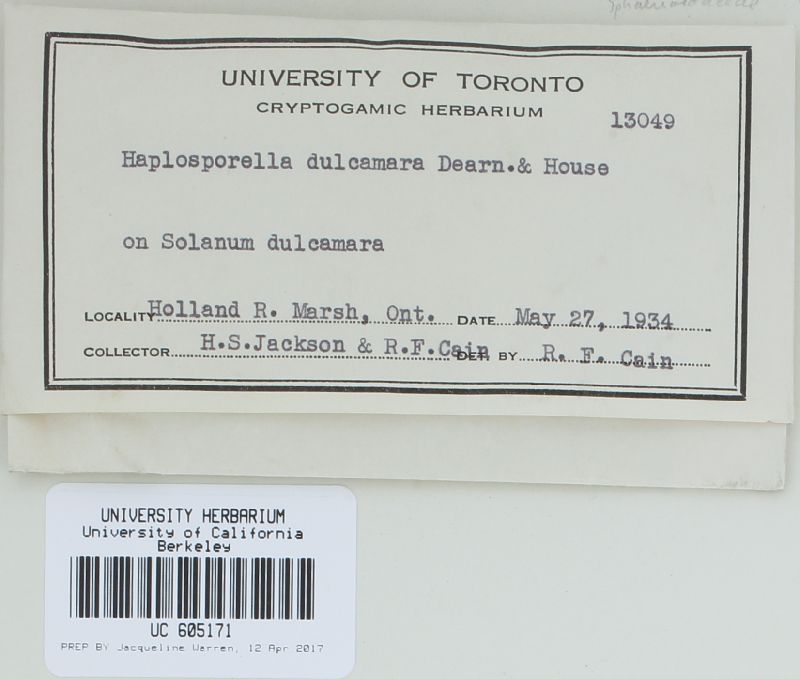 UNIVERSITY OF TORONTO
CRYPTOGAMIC HERBARIUM
13049
Haplosporella dulcamara Dearn.& House
on Solanum dulcamara
LOCALITY Holland R. Marsh, Ont. DATE May 27, 1934
COLLECTOR H.S.Jackson & R.F.Cain DET. BY R. F. Cain
UNIVERSITY HERBARIUM
University of California
Berkeley
UC 605171
PREP BY Jacqueline Warren, 12 Apr 2017